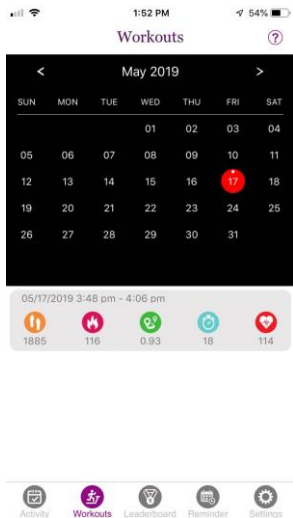 1:52 PM 54%
Workouts ?
< May 2019 >
SUN MON TUE WED THU FRI SAT
01 02 03 04
05 06 07 08 09 10 11
12 13 14 15 16 17 18
19 20 21 22 23 24 25
26 27 28 29 30 31
05/17/2019 3:48 pm - 4:06 pm
1885 116 0.93 18 114
Activity Workouts Leaderboard Reminder Settings